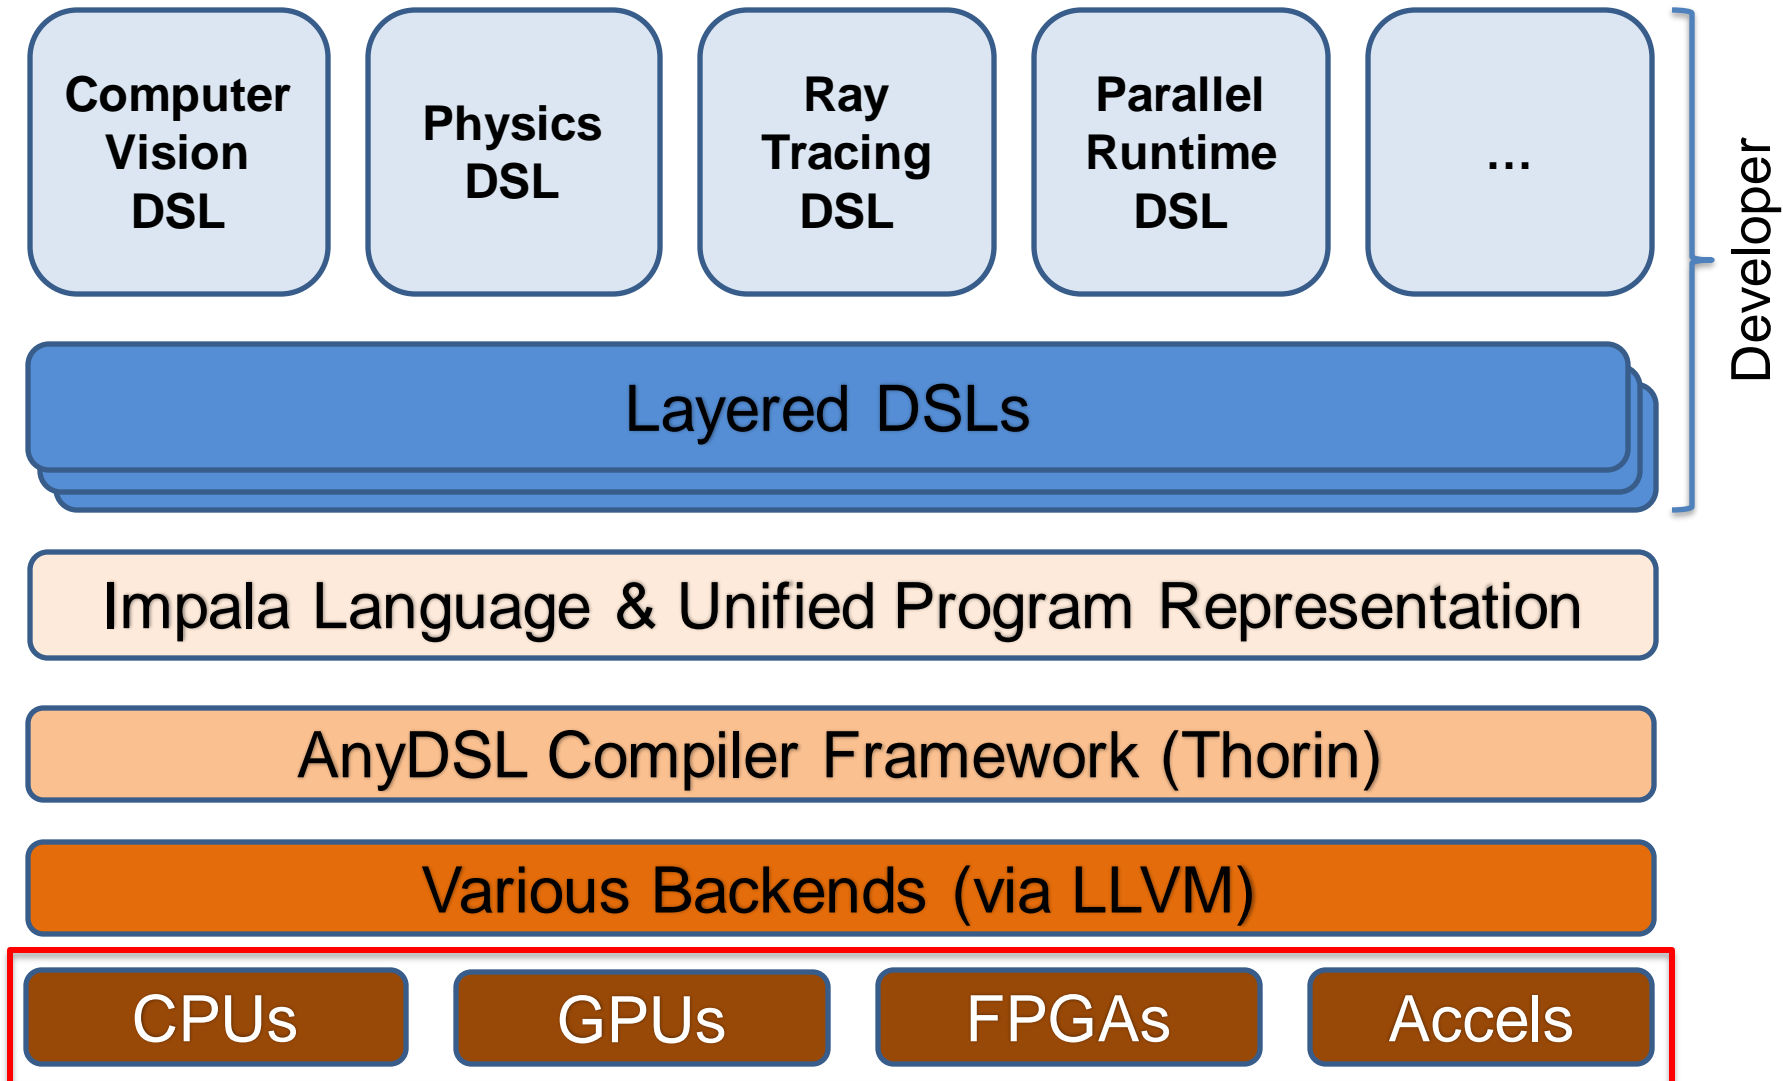 Computer
Vision
DSL
Physics
DSL
Ray
Tracing
DSL
Parallel
Runtime
DSL
...
Developer
Layered DSLs
Impala Language & Unified Program Representation
AnyDSL Compiler Framework (Thorin)
Various Backends (via LLVM)
CPUs
GPUs
FPGAs
Accels